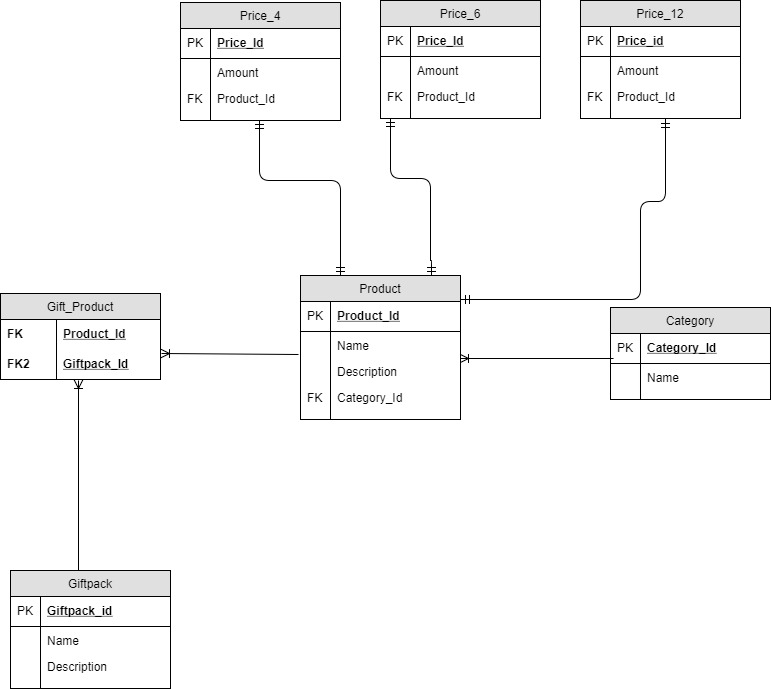 Price_4
PK Price_Id
Amount
FK Product_Id
Price_6
PK Price_Id
Amount
FK Product_Id
Price_12
PK Price_id
Amount
FK Product_Id
Gift_Product
FK Product_Id
FK2 Giftpack_Id
Product
PK Product_Id
Name
Description
FK Category_Id
Category
PK Category_Id
Name
Giftpack
PK Giftpack_id
Name
Description